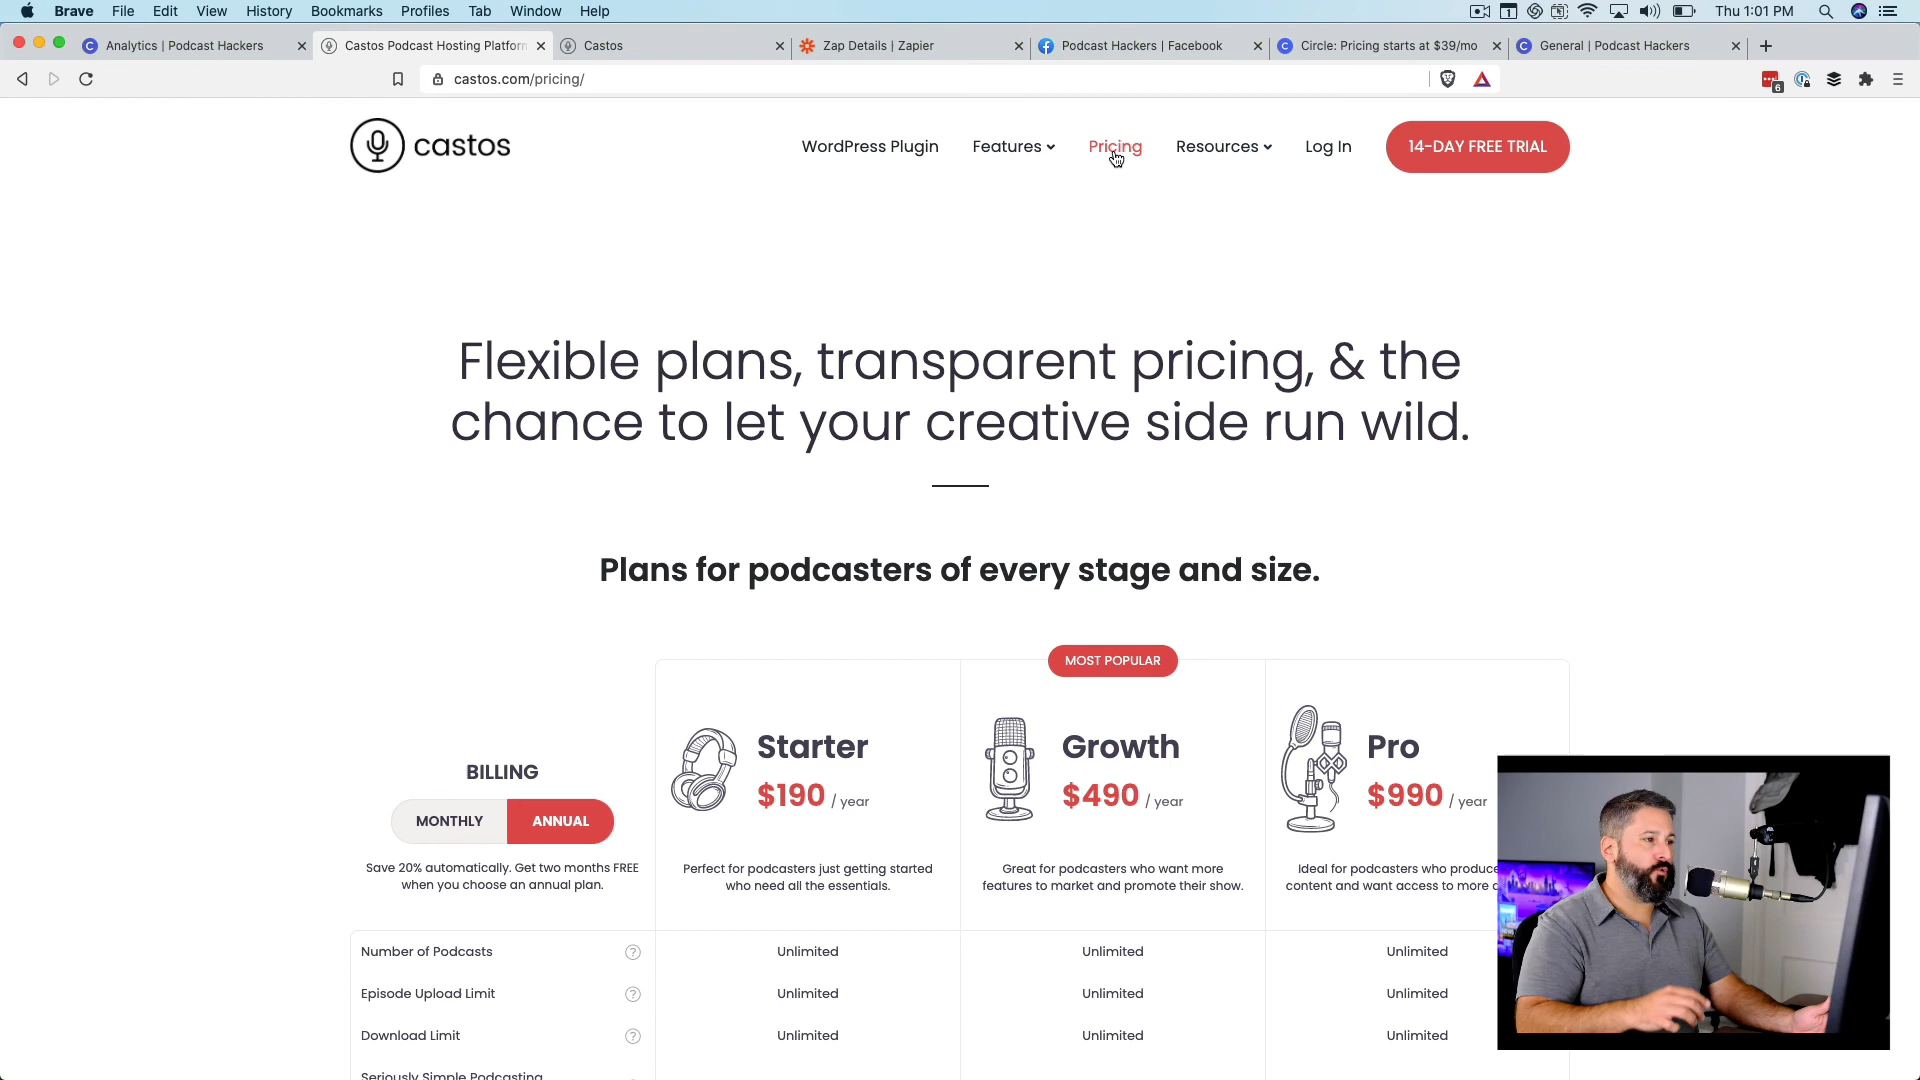 Brave File Edit View History Bookmarks Profiles Tab Window Help
1
Thu 1:01 PM
Analytics | Podcast Hackers
Castos Podcast Hosting Platform
Castos
Zap Details | Zapier
Podcast Hackers | Facebook
Circle: Pricing starts at $39/mo
General | Podcast Hackers
castos.com/pricing/
6
castos
WordPress Plugin
Features
Pricing
Resources
Log In
14-DAY FREE TRIAL
Flexible plans, transparent pricing, & the
chance to let your creative side run wild.
Plans for podcasters of every stage and size.
MOST POPULAR
BILLING
MONTHLY
ANNUAL
Save 20% automatically. Get two months FREE
when you choose an annual plan.
Starter
$190 / year
Perfect for podcasters just getting started
who need all the essentials.
Growth
$490 / year
Great for podcasters who want more
features to market and promote their show.
Pro
$990 / year
Ideal for podcasters who produce
content and want access to more
Number of Podcasts ? Unlimited Unlimited Unlimited
Episode Upload Limit ? Unlimited Unlimited Unlimited
Download Limit ? Unlimited Unlimited Unlimited
Seriously Simple Podcasting